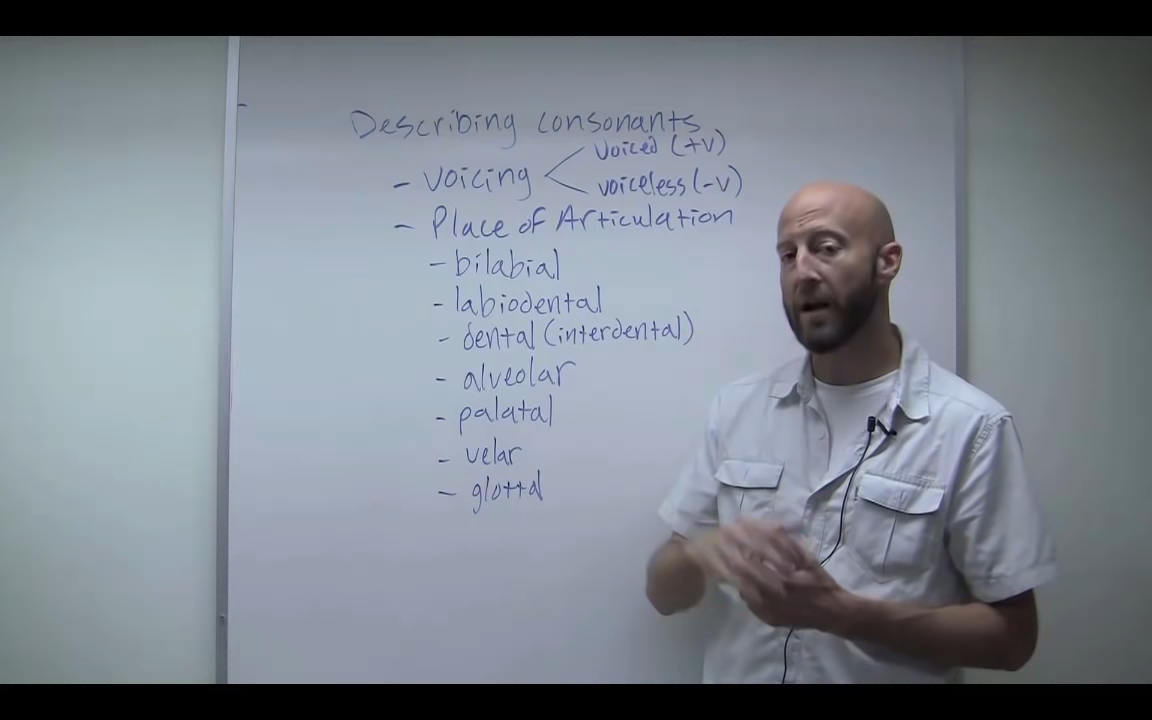 Describing consonants
voiced (+v)
- voicing
voiceless (-v)
- Place of Articulation
- bilabial
- labiodental
- dental (interdental)
- alveolar
- palatal
- velar
- glottal